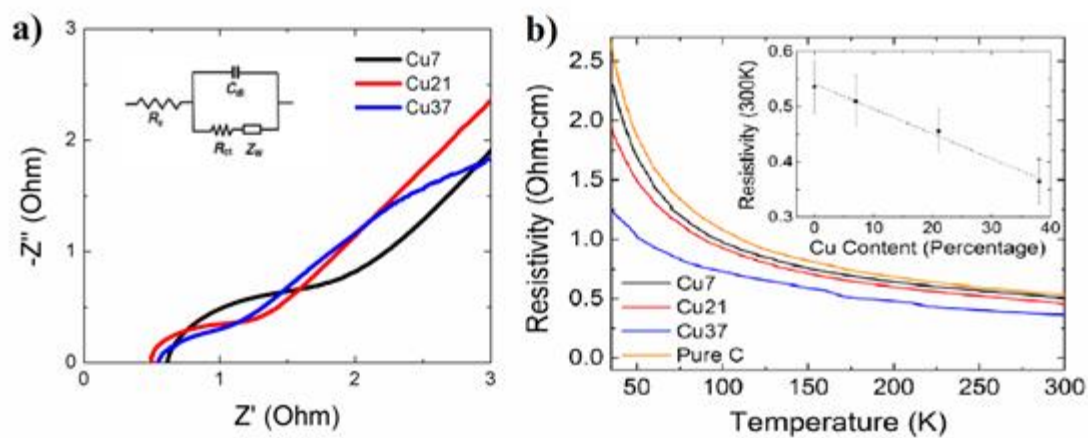 a)
3
2
1
0
-Z'' (Ohm)
0
1
2
3
Z' (Ohm)
Cu7
Cu21
Cu37
Rs
Cdl
Rct
Zw
b)
2.5
2.0
1.5
1.0
0.5
0.0
Resistivity (Ohm-cm)
50
100
150
200
250
300
Temperature (K)
Cu7
Cu21
Cu37
Pure C
0.6
0.5
0.4
0.3
Resistivity (300K)
0
10
20
30
40
Cu Content (Percentage)